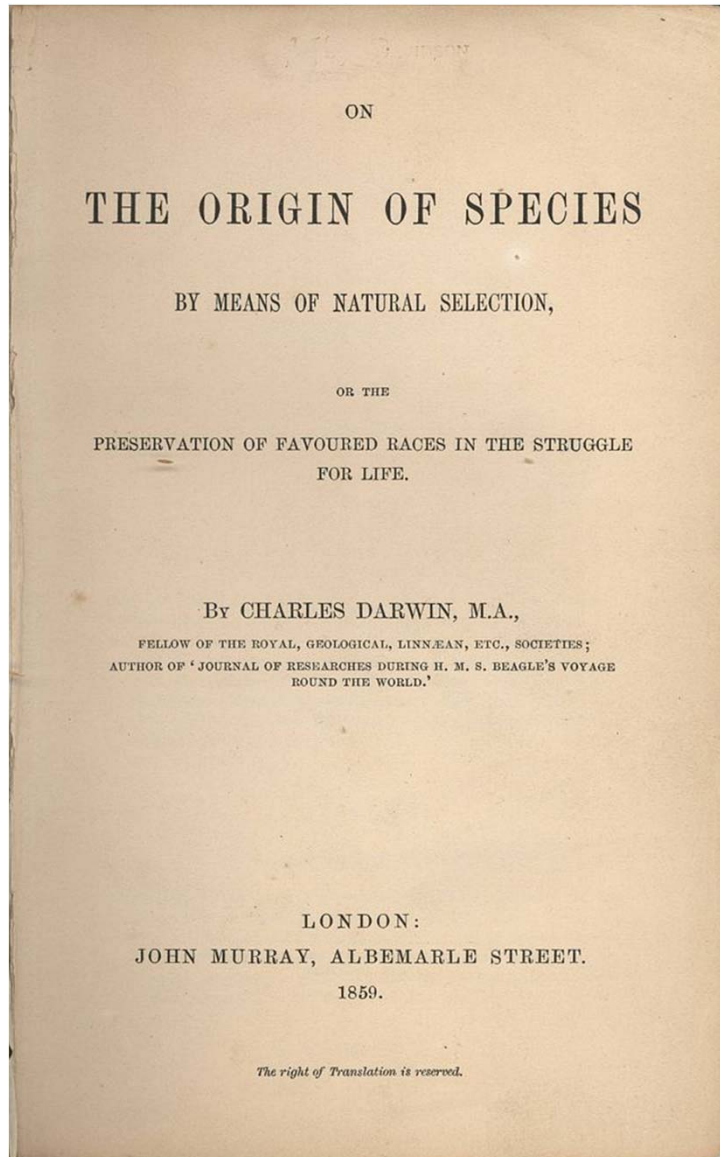 ON
THE ORIGIN OF SPECIES
BY MEANS OF NATURAL SELECTION,
OR THE
PRESERVATION OF FAVOURED RACES IN THE STRUGGLE
FOR LIFE.
By CHARLES DARWIN, M.A.,
FELLOW OF THE ROYAL, GEOLOGICAL, LINNÆAN, ETC., SOCIETIES;
AUTHOR OF 'JOURNAL OF RESEARCHES DURING H. M. S. BEAGLE'S VOYAGE
ROUND THE WORLD.'
LONDON:
JOHN MURRAY, ALBEMARLE STREET.
1859.
The right of Translation is reserved.